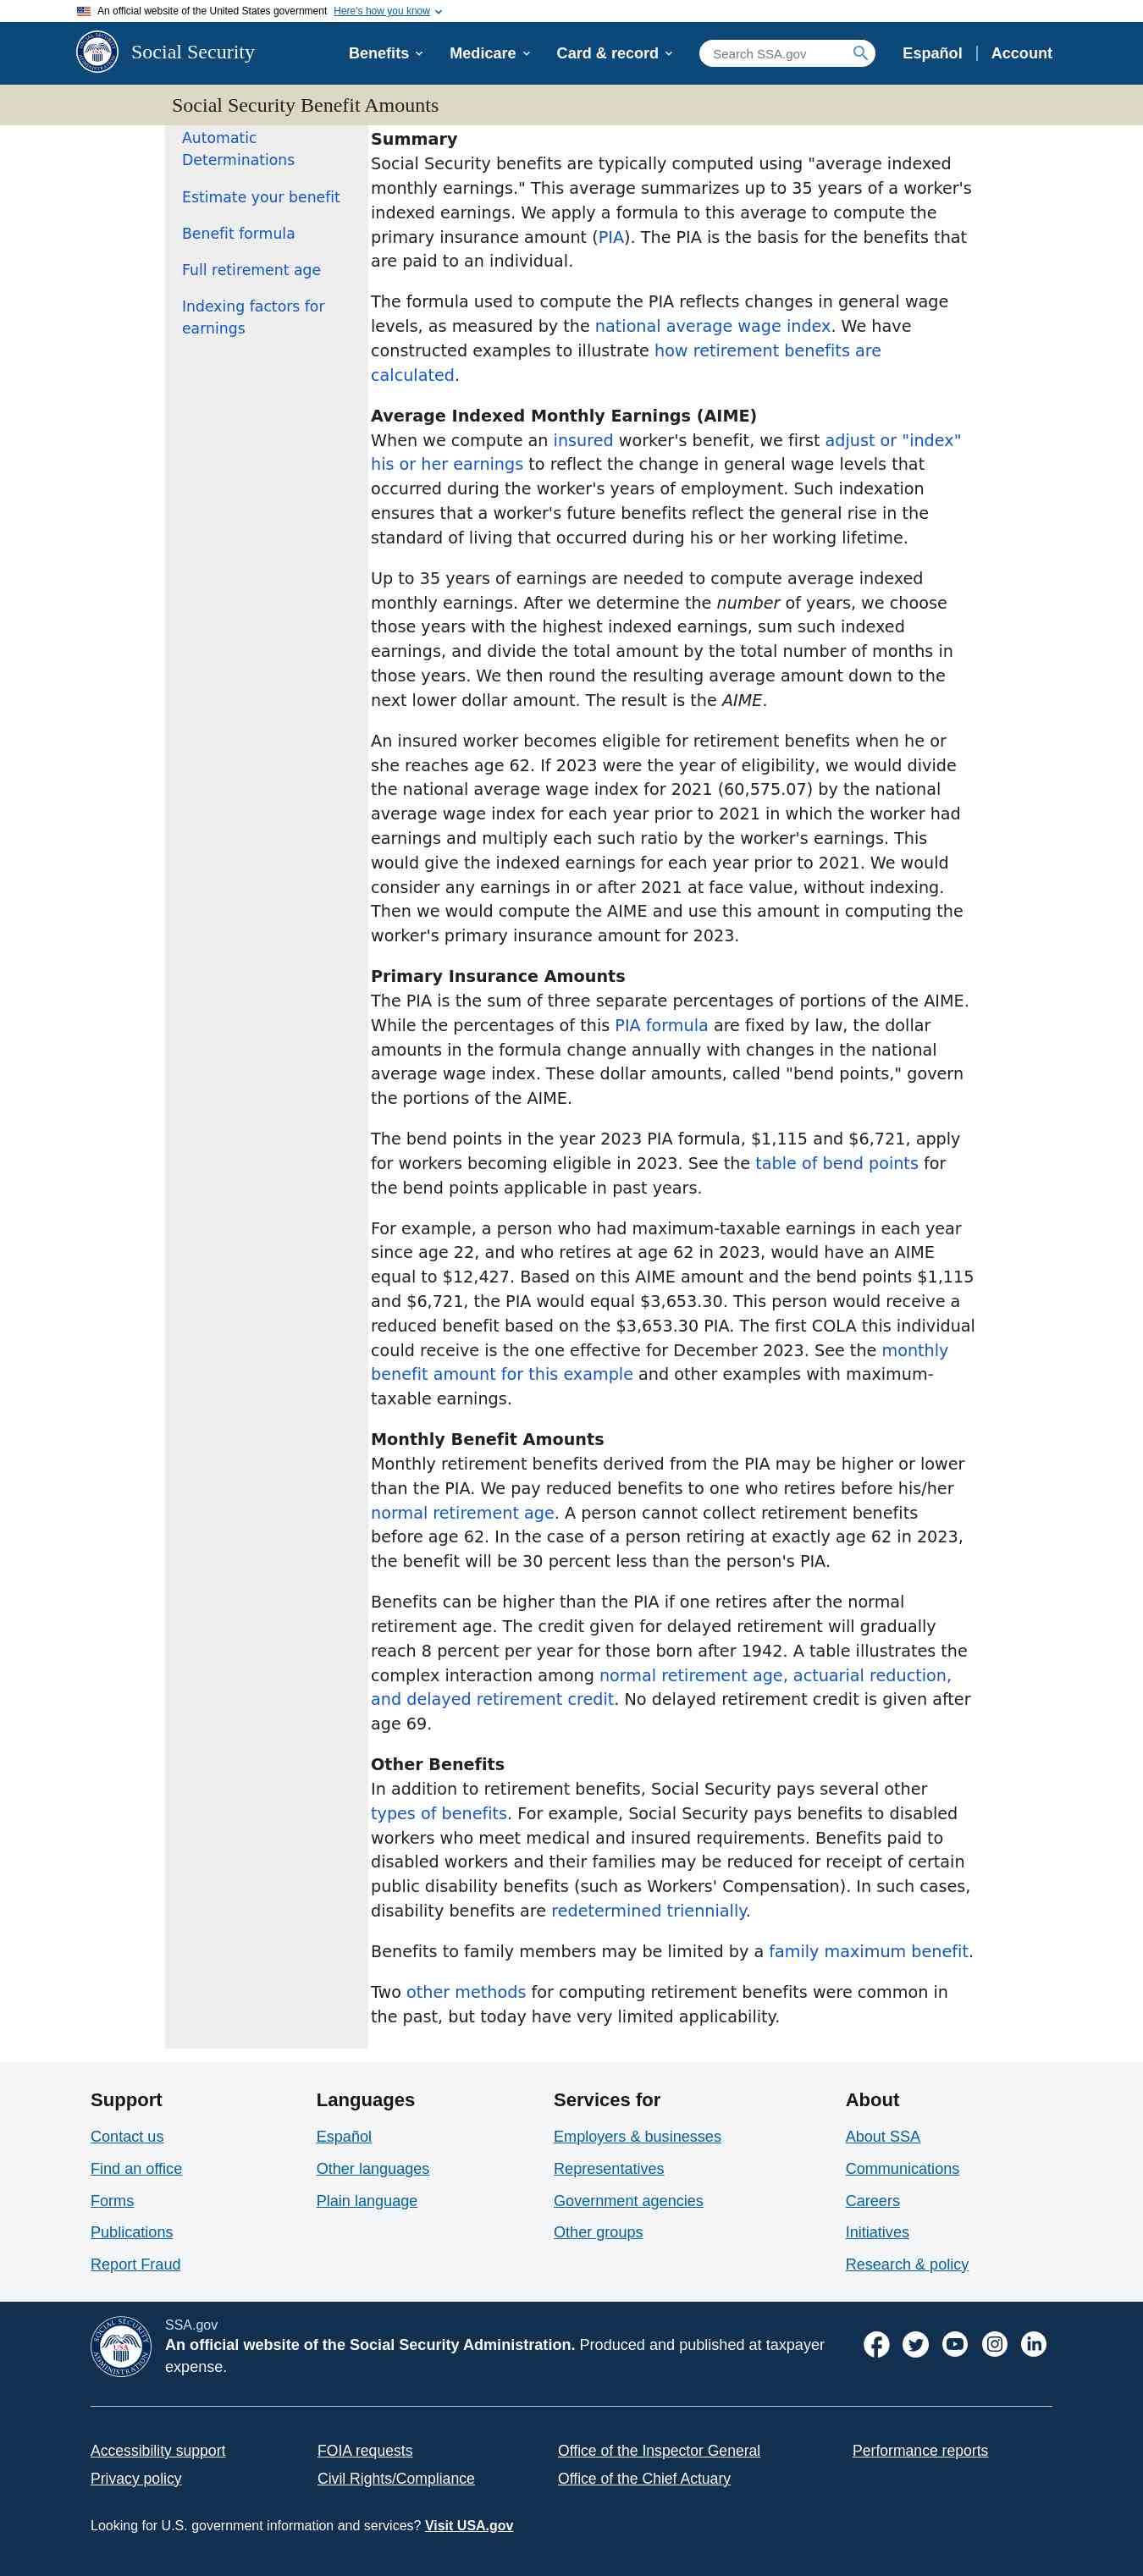 An official website of the United States government Here's how you know
Social Security
Benefits
Medicare
Card & record
Search SSA.gov
Español
Account
Social Security Benefit Amounts
Automatic
Determinations
Estimate your benefit
Benefit formula
Full retirement age
Indexing factors for
earnings
Summary
Social Security benefits are typically computed using "average indexed
monthly earnings." This average summarizes up to 35 years of a worker's
indexed earnings. We apply a formula to this average to compute the
primary insurance amount (PIA). The PIA is the basis for the benefits that
are paid to an individual.
The formula used to compute the PIA reflects changes in general wage
levels, as measured by the national average wage index. We have
constructed examples to illustrate how retirement benefits are
calculated.
Average Indexed Monthly Earnings (AIME)
When we compute an insured worker's benefit, we first adjust or "index"
his or her earnings to reflect the change in general wage levels that
occurred during the worker's years of employment. Such indexation
ensures that a worker's future benefits reflect the general rise in the
standard of living that occurred during his or her working lifetime.
Up to 35 years of earnings are needed to compute average indexed
monthly earnings. After we determine the number of years, we choose
those years with the highest indexed earnings, sum such indexed
earnings, and divide the total amount by the total number of months in
those years. We then round the resulting average amount down to the
next lower dollar amount. The result is the AIME.
An insured worker becomes eligible for retirement benefits when he or
she reaches age 62. If 2023 were the year of eligibility, we would divide
the national average wage index for 2021 (60,575.07) by the national
average wage index for each year prior to 2021 in which the worker had
earnings and multiply each such ratio by the worker's earnings. This
would give the indexed earnings for each year prior to 2021. We would
consider any earnings in or after 2021 at face value, without indexing.
Then we would compute the AIME and use this amount in computing the
worker's primary insurance amount for 2023.
Primary Insurance Amounts
The PIA is the sum of three separate percentages of portions of the AIME.
While the percentages of this PIA formula are fixed by law, the dollar
amounts in the formula change annually with changes in the national
average wage index. These dollar amounts, called "bend points," govern
the portions of the AIME.
The bend points in the year 2023 PIA formula, $1,115 and $6,721, apply
for workers becoming eligible in 2023. See the table of bend points for
the bend points applicable in past years.
For example, a person who had maximum-taxable earnings in each year
since age 22, and who retires at age 62 in 2023, would have an AIME
equal to $12,427. Based on this AIME amount and the bend points $1,115
and $6,721, the PIA would equal $3,653.30. This person would receive a
reduced benefit based on the $3,653.30 PIA. The first COLA this individual
could receive is the one effective for December 2023. See the monthly
benefit amount for this example and other examples with maximum-
taxable earnings.
Monthly Benefit Amounts
Monthly retirement benefits derived from the PIA may be higher or lower
than the PIA. We pay reduced benefits to one who retires before his/her
normal retirement age. A person cannot collect retirement benefits
before age 62. In the case of a person retiring at exactly age 62 in 2023,
the benefit will be 30 percent less than the person's PIA.
Benefits can be higher than the PIA if one retires after the normal
retirement age. The credit given for delayed retirement will gradually
reach 8 percent per year for those born after 1942. A table illustrates the
complex interaction among normal retirement age, actuarial reduction,
and delayed retirement credit. No delayed retirement credit is given after
age 69.
Other Benefits
In addition to retirement benefits, Social Security pays several other
types of benefits. For example, Social Security pays benefits to disabled
workers who meet medical and insured requirements. Benefits paid to
disabled workers and their families may be reduced for receipt of certain
public disability benefits (such as Workers' Compensation). In such cases,
disability benefits are redetermined triennially.
Benefits to family members may be limited by a family maximum benefit.
Two other methods for computing retirement benefits were common in
the past, but today have very limited applicability.
Support
Contact us
Find an office
Forms
Publications
Report Fraud
Languages
Español
Other languages
Plain language
Services for
Employers & businesses
Representatives
Government agencies
Other groups
About
About SSA
Communications
Careers
Initiatives
Research & policy
SOCIAL SECURITY ADMINISTRATION
USA
SSA.gov
An official website of the Social Security Administration. Produced and published at taxpayer
expense.
Accessibility support
FOIA requests
Office of the Inspector General
Performance reports
Privacy policy
Civil Rights/Compliance
Office of the Chief Actuary
Looking for U.S. government information and services? Visit USA.gov